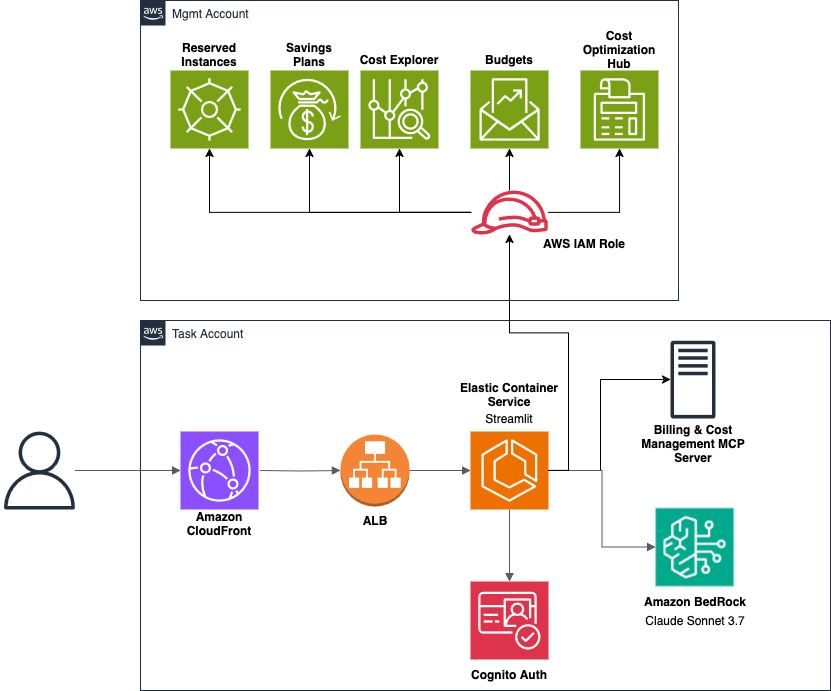 aws
Mgmt Account
Reserved
Instances
Savings
Plans
Cost Explorer
Budgets
Cost
Optimization
Hub
$
AWS IAM Role
aws
Task Account
Elastic Container
Service
Streamlit
Billing & Cost
Management MCP
Server
Amazon
CloudFront
ALB
Amazon BedRock
Claude Sonnet 3.7
Cognito Auth